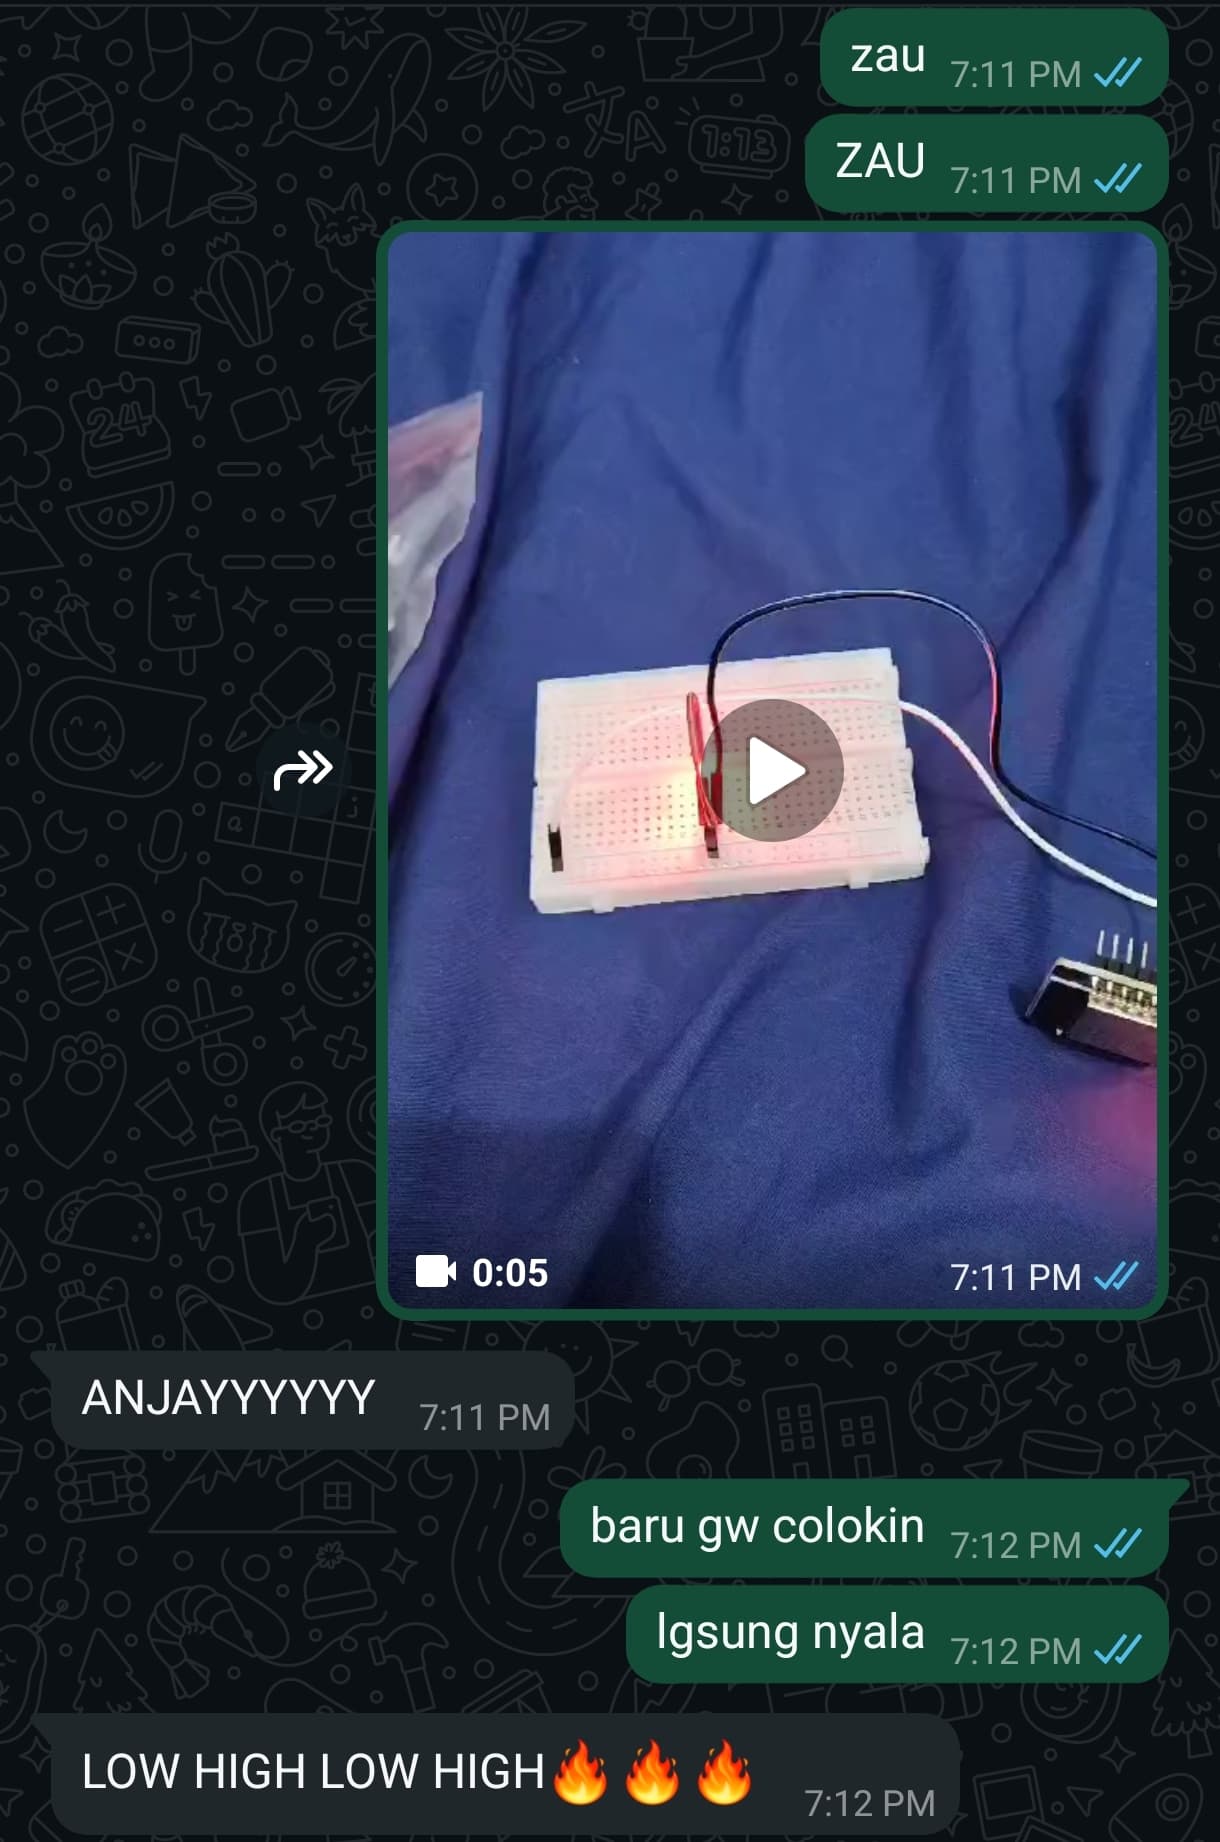 zau 7:11 PM
ZAU 7:11 PM
0:05 7:11 PM
ANJAYYYYYY 7:11 PM
baru gw colokin 7:12 PM
lgsung nyala 7:12 PM
LOW HIGH LOW HIGH🔥🔥🔥 7:12 PM